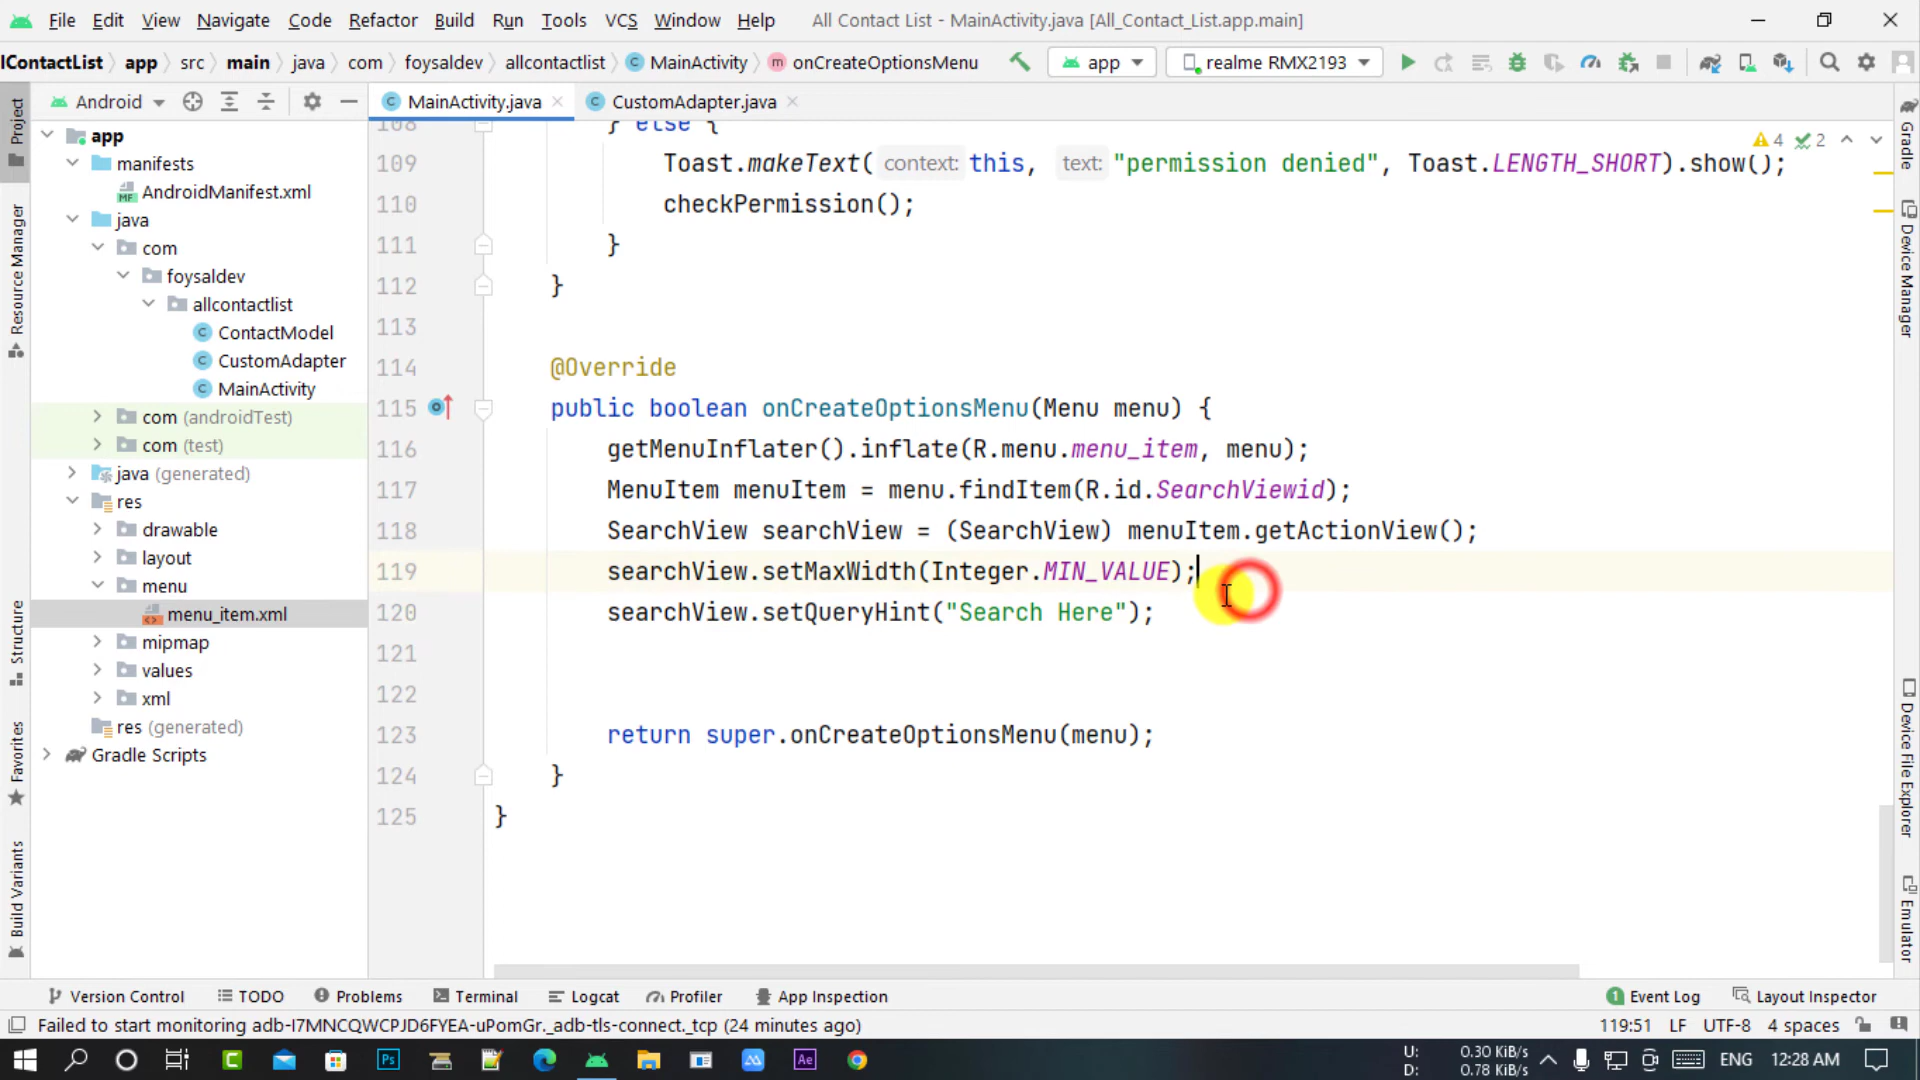 File Edit View Navigate Code Refactor Build Run Tools VCS Window Help All Contact List - MainActivity.java [All_Contact_List.app.main]
lContactList app src main java com foysaldev allcontactlist MainActivity onCreateOptionsMenu app realme RMX2193
Android MainActivity.java CustomAdapter.java
Project
Resource Manager
Structure
Favorites
Build Variants
app
manifests
AndroidManifest.xml
java
com
foysaldev
allcontactlist
ContactModel
CustomAdapter
MainActivity
com (androidTest)
com (test)
java (generated)
res
drawable
layout
menu
menu_item.xml
mipmap
values
xml
res (generated)
Gradle Scripts
4 2
108 } else {
109 Toast.makeText( context: this, text: "permission denied", Toast.LENGTH_SHORT).show();
110 checkPermission();
111 }
112 }
113
114 @Override
115 public boolean onCreateOptionsMenu(Menu menu) {
116 getMenuInflater().inflate(R.menu.menu_item, menu);
117 MenuItem menuItem = menu.findItem(R.id.SearchViewid);
118 SearchView searchView = (SearchView) menuItem.getActionView();
119 searchView.setMaxWidth(Integer.MIN_VALUE);
120 searchView.setQueryHint("Search Here");
121
122
123 return super.onCreateOptionsMenu(menu);
124 }
125 }
Gradle
Device Manager
Device File Explorer
Emulator
Version Control TODO Problems Terminal Logcat Profiler App Inspection 1 Event Log Layout Inspector
Failed to start monitoring adb-I7MNCQWCPJD6FYEA-uPomGr._adb-tls-connect._tcp (24 minutes ago) 119:51 LF UTF-8 4 spaces
C Ps Ae U: 0.30 KiB/s
D: 0.78 KiB/s ENG 12:28 AM